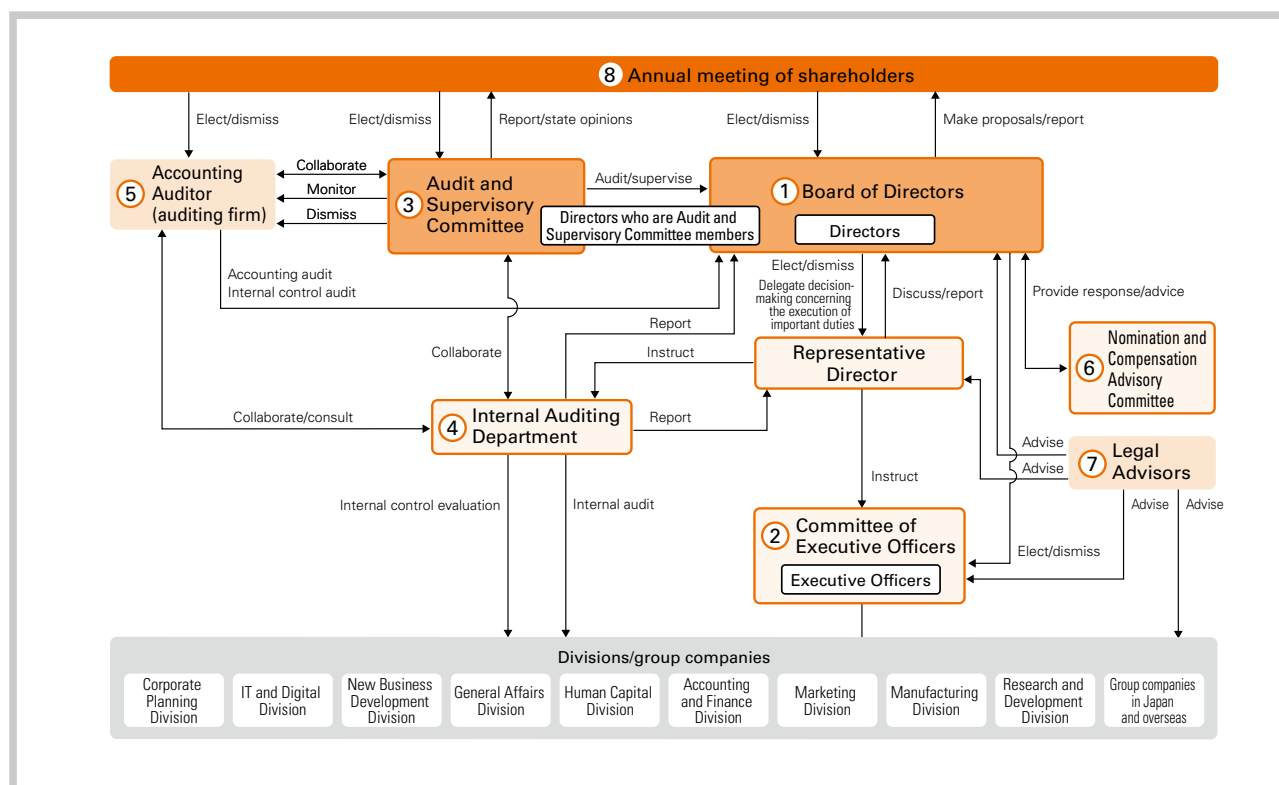 8 Annual meeting of shareholders
Elect/dismiss
Elect/dismiss
Report/state opinions
Elect/dismiss
Make proposals/report
5
Accounting
Auditor
(auditing firm)
Collaborate
Monitor
Dismiss
3
Audit and
Supervisory
Committee
Audit/supervise
Directors who are Audit and
Supervisory Committee members
1 Board of Directors
Directors
Accounting audit
Internal control audit
Elect/dismiss
Delegate decision-
making concerning
the execution of
important duties
Discuss/report
Provide response/advice
Report
Collaborate
Instruct
Representative
Director
6
Nomination and
Compensation
Advisory
Committee
Collaborate/consult
4
Internal Auditing
Department
Report
Advise
Advise
7
Legal
Advisors
Internal control evaluation
Internal audit
Instruct
Advise
Advise
2
Committee of
Executive Officers
Executive Officers
Elect/dismiss
Divisions/group companies
Corporate
Planning
Division
IT and Digital
Division
New Business
Development
Division
General Affairs
Division
Human Capital
Division
Accounting
and Finance
Division
Marketing
Division
Manufacturing
Division
Research and
Development
Division
Group companies
in Japan
and overseas